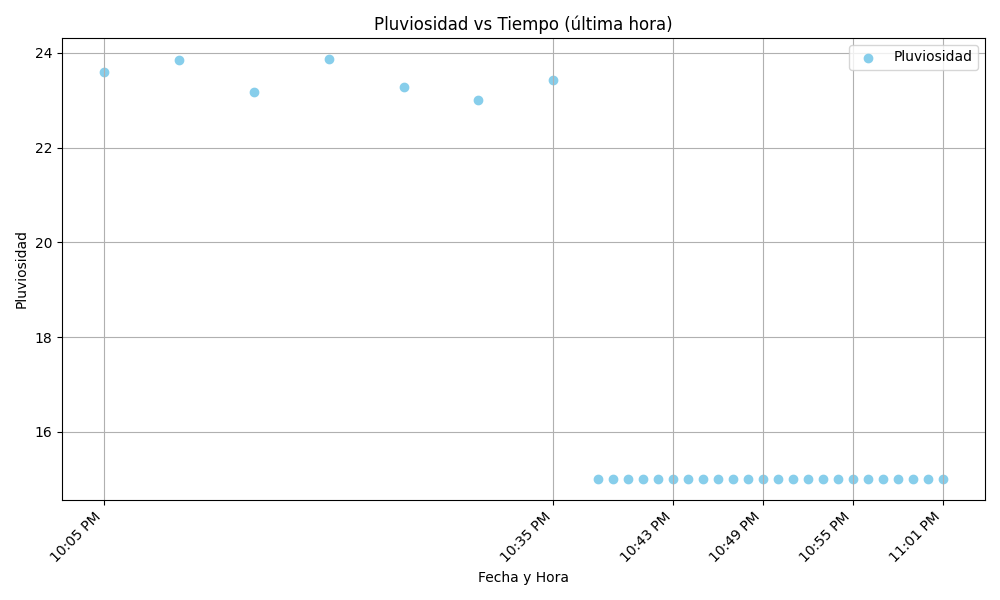 Pluviosidad vs Tiempo (última hora)
Pluviosidad
24
22
20
18
16
Pluviosidad
10:05 PM
10:35 PM
10:43 PM
10:49 PM
10:55 PM
11:01 PM
Fecha y Hora